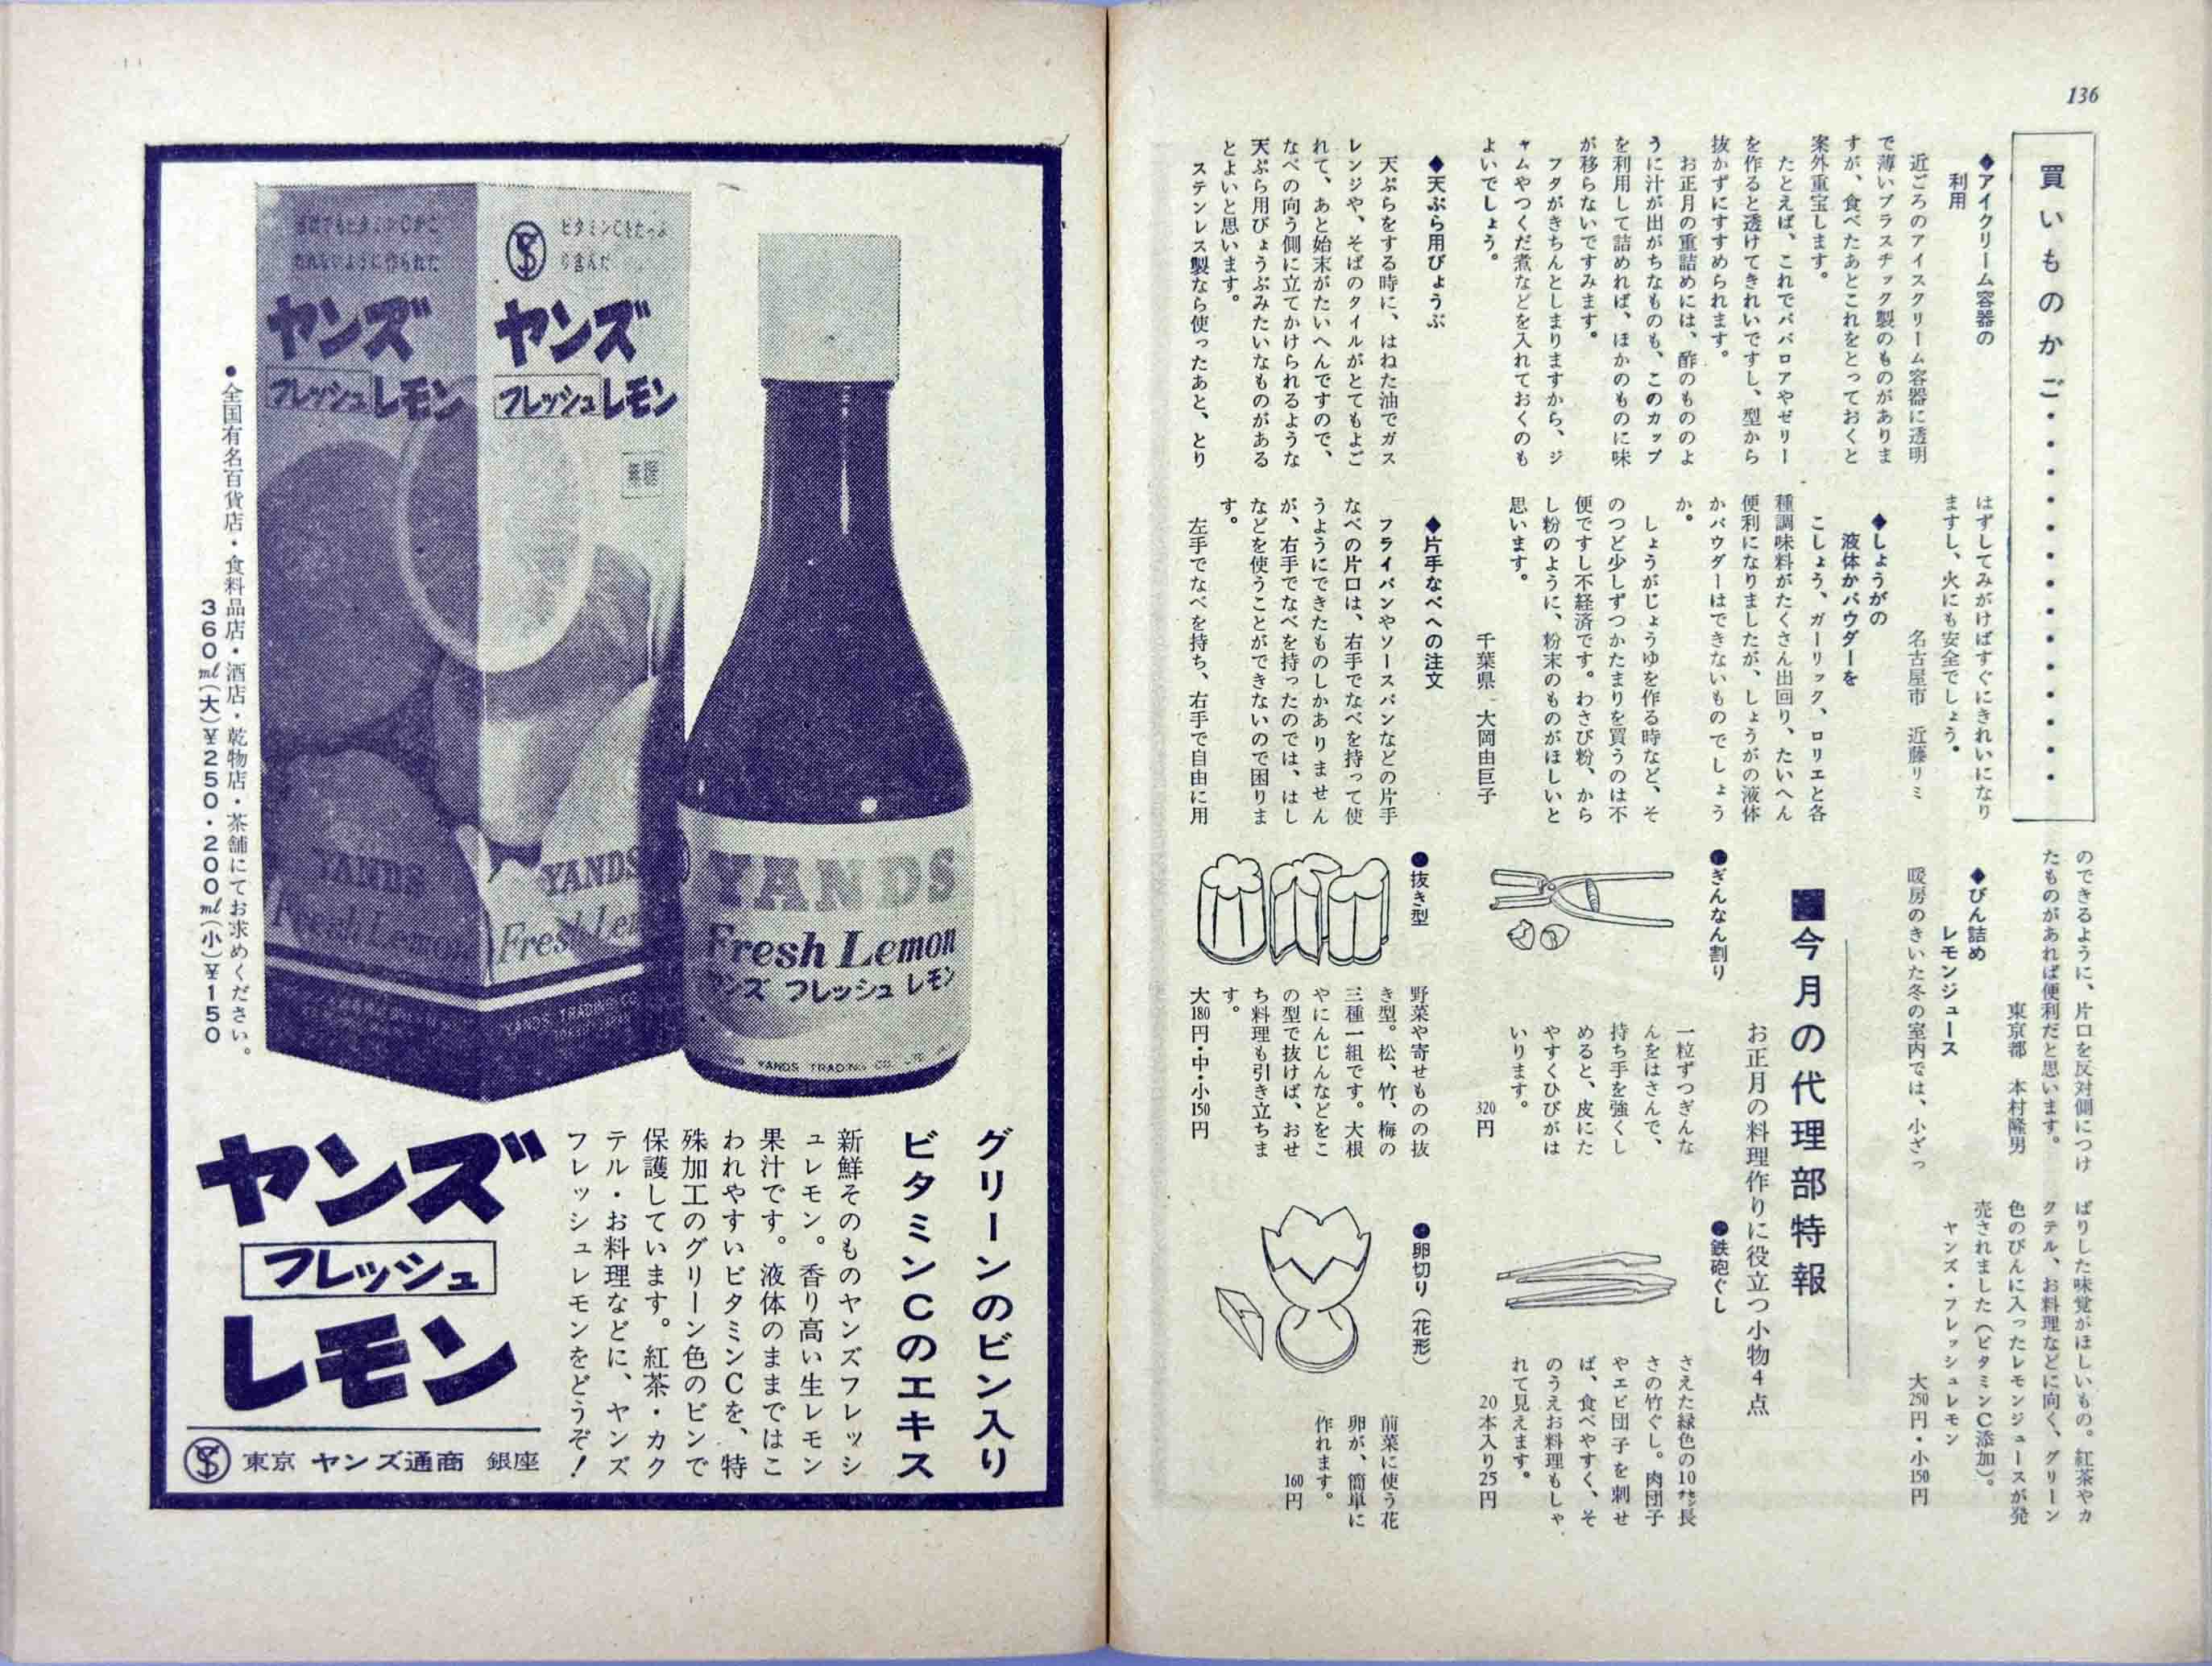 136
買いものかご・・・・・・・・・・・・・・
◆アイクリーム容器の
利用
近ごろのアイスクリーム容器に透明
で薄いプラスチック製のものがありま
すが、食べたあとこれをとっておくと
案外重宝します。
たとえば、これでババロアやゼリー
を作ると透けてきれいですし、型から
抜かずにすすめられます。
お正月の重詰めには、酢のもののよ
うに汁が出がちなものも、このカップ
を利用して詰めれば、ほかのものに味
が移らないですみます。
フタがきちんとしまりますから、ジ
ャムやつくだ煮などを入れておくのも
よいでしょう。
◆天ぷら用びょうぶ
天ぷらをする時に、はねた油でガス
レンジや、そばのタイルがとてもよご
れて、あと始末がたいへんですので、
なべの向う側に立てかけられるような
天ぷら用びょうぶみたいなものがある
とよいと思います。
ステンレス製なら使ったあと、とり
はずしてみがけばすぐにきれいになり
ますし、火にも安全でしょう。
名古屋市 近藤リミ
◆しょうがの
液体かパウダーを
こしょう、ガーリック、ロリエと各
種調味料がたくさん出回り、たいへん
便利になりましたが、しょうがの液体
かパウダーはできないものでしょう
か。
しょうがじょうゆを作る時など、そ
のつど少しずつかたまりを買うのは不
便ですし不経済です。わさび粉、から
し粉のように、粉末のものがほしいと
思います。
千葉県 大岡由巨子
◆片手なべへの注文
フライパンやソースパンなどの片手
なべの片口は、右手でなべを持って使
うようにできたものしかありません
が、右手でなべを持ったのでは、はし
などを使うことができないので困りま
す。
左手でなべを持ち、右手で自由に用
のできるように、片口を反対側につけ
たものがあれば便利だと思います。
東京都 本村隆男
◆びん詰め
レモンジュース
暖房のきいた冬の室内では、小ざっ
ぱりした味覚がほしいもの。紅茶やカ
クテル、お料理などに向く、グリーン
色のびんに入ったレモンジュースが発
売されました(ビタミンC添加)。
ヤンズ・フレッシュレモン
大250円・小150円
■今月の代理部特報
お正月の料理作りに役立つ小物4点
●ぎんなん割り
一粒ずつぎんな
んをはさんで、
持ち手を強くし
めると、皮にた
やすくひびがは
いります。
320円
●鉄砲ぐし
さえた緑色の10㌢長
さの竹ぐし。肉団子
やエビ団子を刺せ
ば、食べやすく、そ
のうえお料理もしゃ
れて見えます。
20本入り25円
●抜き型
野菜や寄せものの抜
き型。松、竹、梅の
三種一組です。大根
やにんじんなどをこ
の型で抜けば、おせ
ち料理も引き立ちま
す。
大180円・中・小150円
●卵切り(花形)
前菜に使う花
卵が、簡単に
作れます。
160円
ビタミンCをたっぷ
り含んだ
ヤンズ
フレッシュレモン
ヤンズ
フレッシュレモン
YANDS
Fresh Lemon
YANDS
Fresh Lem
YANDS TRADING CO
YANDS
Fresh Lemon
ヤンズ フレッシュ レモン
YANDS TRADING CO. LTD
グリーンのビン入り
ビタミンCのエキス
新鮮そのもののヤンズフレッシ
ュレモン。香り高い生レモン
果汁です。液体のままではこ
われやすいビタミンCを、特
殊加工のグリーン色のビンで
保護しています。紅茶・カク
テル・お料理などに、ヤンズ
フレッシュレモンをどうぞ!
●全国有名百貨店・食料品店・酒店・乾物店・茶舗にてお求めください。
360ml(大)¥250・200ml(小)¥150
ヤンズ
フレッシュ
レモン
東京 ヤンズ通商 銀座